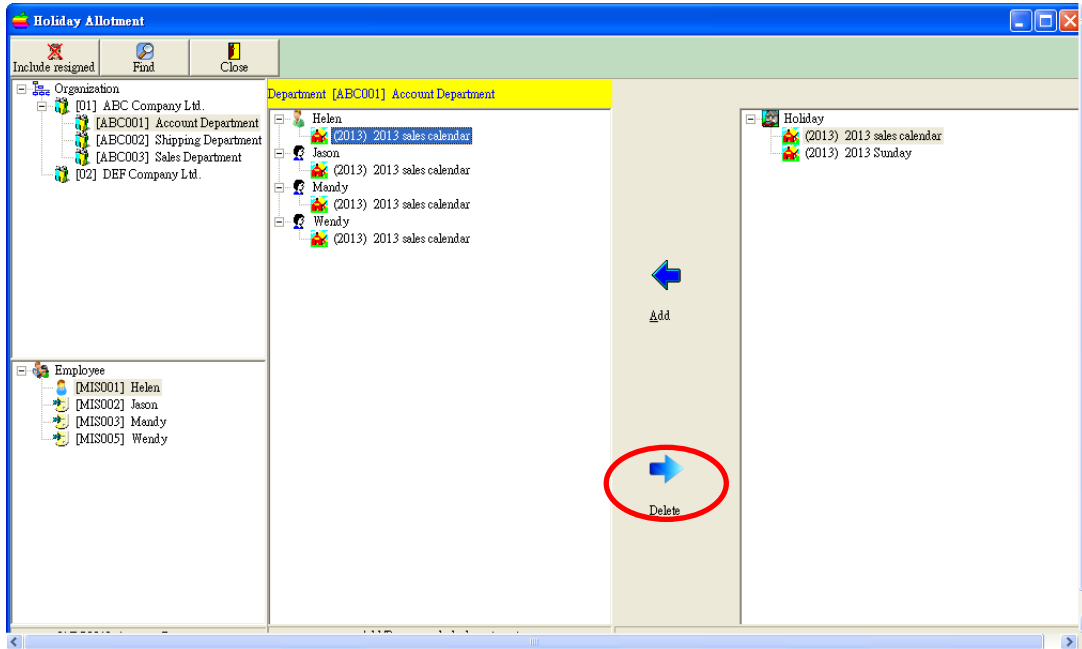 Holiday Allotment
Include resigned Find Close
Organization
[01] ABC Company Ltd.
[ABC001] Account Department
[ABC002] Shipping Department
[ABC003] Sales Department
[02] DEF Company Ltd.
Employee
[MIS001] Helen
[MIS002] Jason
[MIS003] Mandy
[MIS005] Wendy
Department [ABC001] Account Department
Helen
(2013) 2013 sales calendar
Jason
(2013) 2013 sales calendar
Mandy
(2013) 2013 sales calendar
Wendy
(2013) 2013 sales calendar
Add
Delete
Holiday
(2013) 2013 sales calendar
(2013) 2013 Sunday